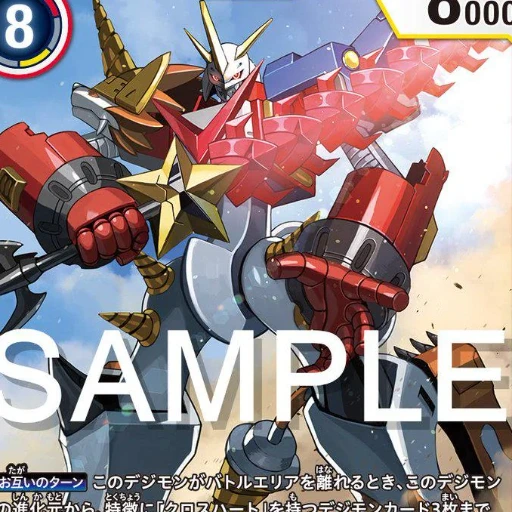 8
8000
SAMPLE
お互いのターン このデジモンがバトルエリアを離れるとき、このデジモン
の進化元から、特徴に「クロスハート」を持つデジモンカード3枚まで